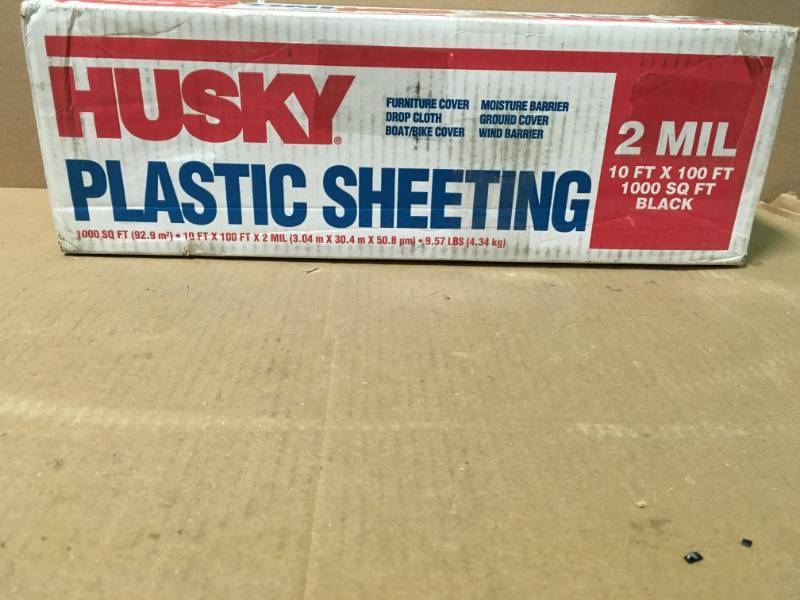 HUSKY®
FURNITURE COVER MOISTURE BARRIER
DROP CLOTH GROUND COVER
BOAT/BIKE COVER WIND BARRIER
PLASTIC SHEETING
1000 SQ FT (92.9 m²) • 10 FT X 100 FT X 2 MIL (3.04 m X 30.4 m X 50.8 µm) • 9.57 LBS (4.34 kg)
2 MIL
10 FT X 100 FT
1000 SQ FT
BLACK